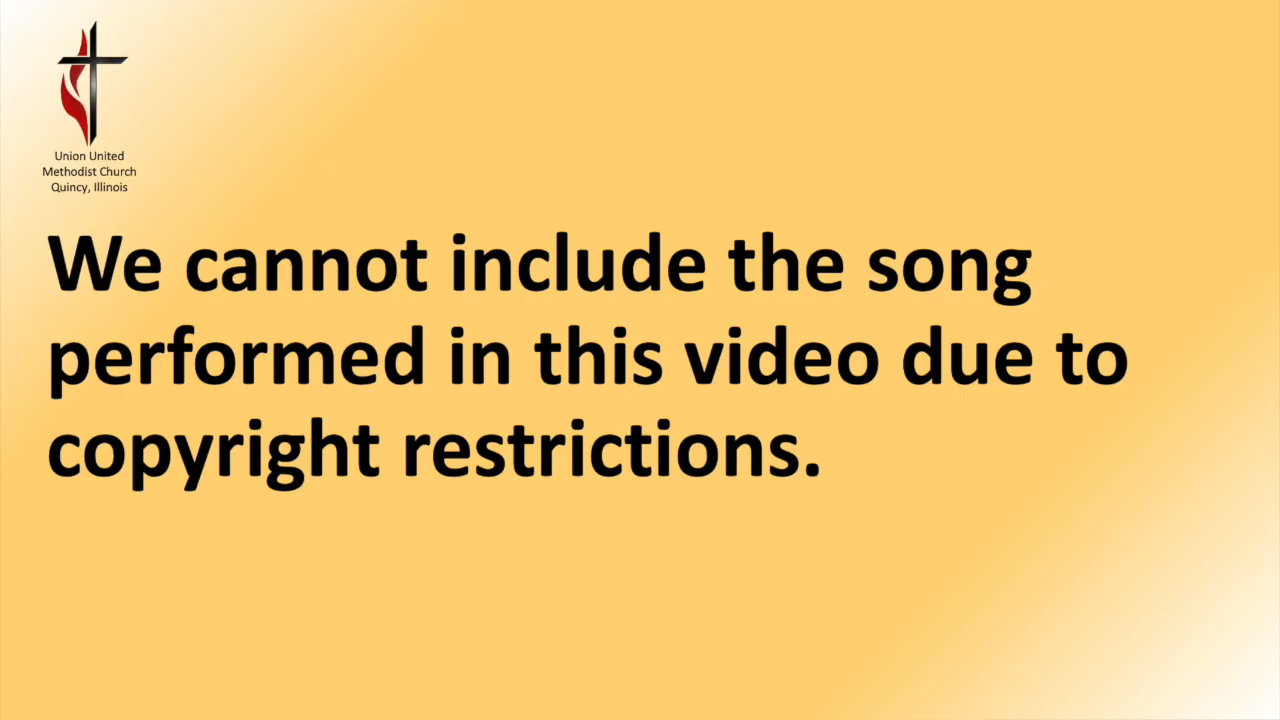 Union United
Methodist Church
Quincy, Illinois
We cannot include the song
performed in this video due to
copyright restrictions.